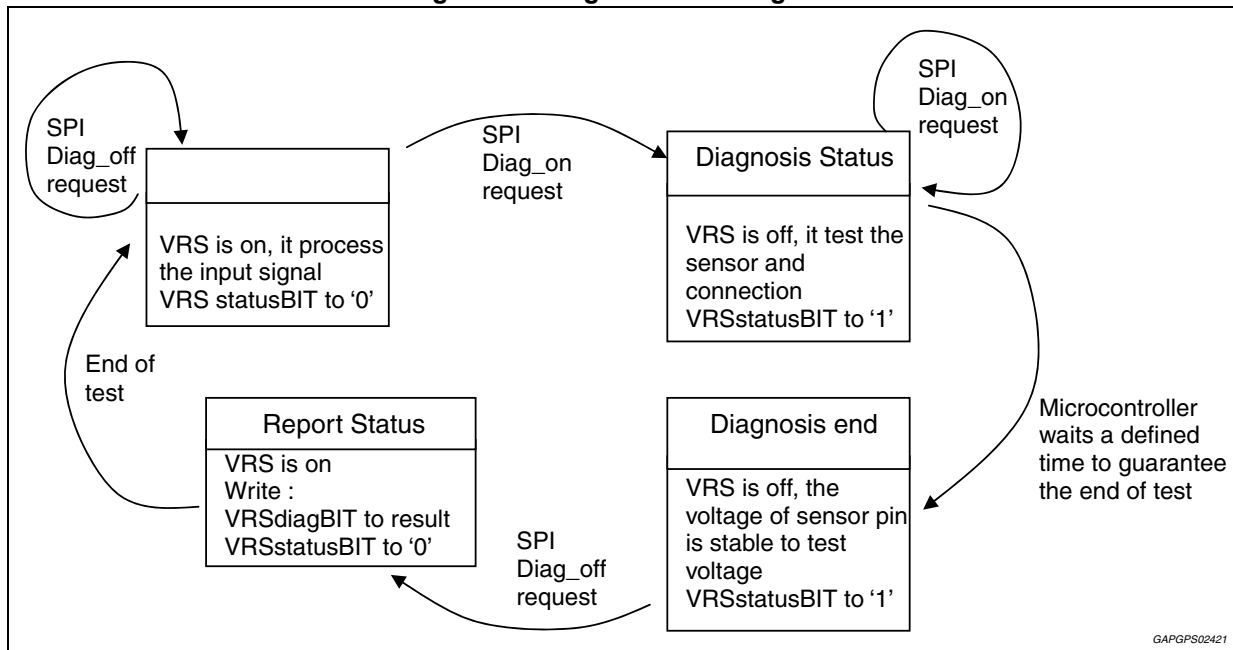 SPI
Diag_off
request
VRS is on, it process
the input signal
VRS statusBIT to ‘0’
SPI
Diag_on
request
Diagnosis Status
VRS is off, it test the
sensor and
connection
VRSstatusBIT to ‘1’
SPI
Diag_on
request
End of
test
Report Status
VRS is on
Write :
VRSdiagBIT to result
VRSstatusBIT to ‘0’
SPI
Diag_off
request
Diagnosis end
VRS is off, the
voltage of sensor pin
is stable to test
voltage
VRSstatusBIT to ‘1’
Microcontroller
waits a defined
time to guarantee
the end of test
GAPGPS02421